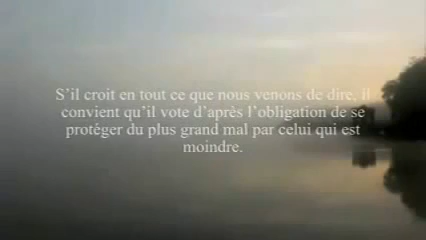 S’il croit en tout ce que nous venons de dire, il
convient qu’il vote d’après l’obligation de se
protéger du plus grand mal par celui qui est
moindre.